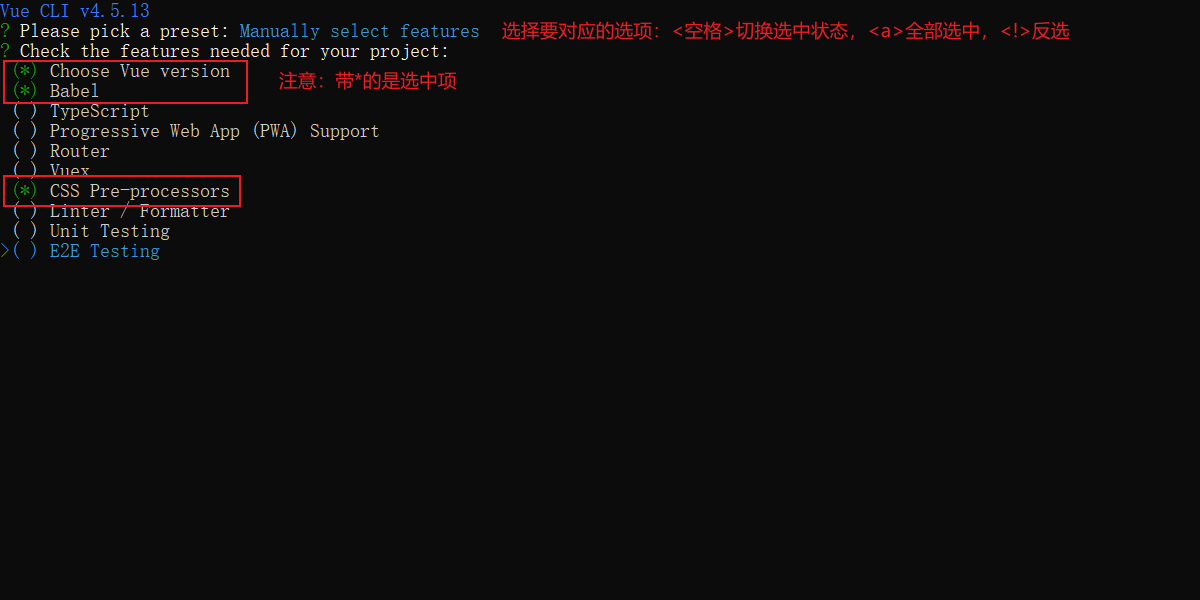 Vue CLI v4.5.13
? Please pick a preset: Manually select features 选择要对应的选项：<空格>切换选中状态，<a>全部选中，<!>反选
? Check the features needed for your project:
(*) Choose Vue version
注意：带*的是选中项
(*) Babel
( ) TypeScript
( ) Progressive Web App (PWA) Support
( ) Router
( ) Vuex
(*) CSS Pre-processors
( ) Linter / Formatter
( ) Unit Testing
>( ) E2E Testing